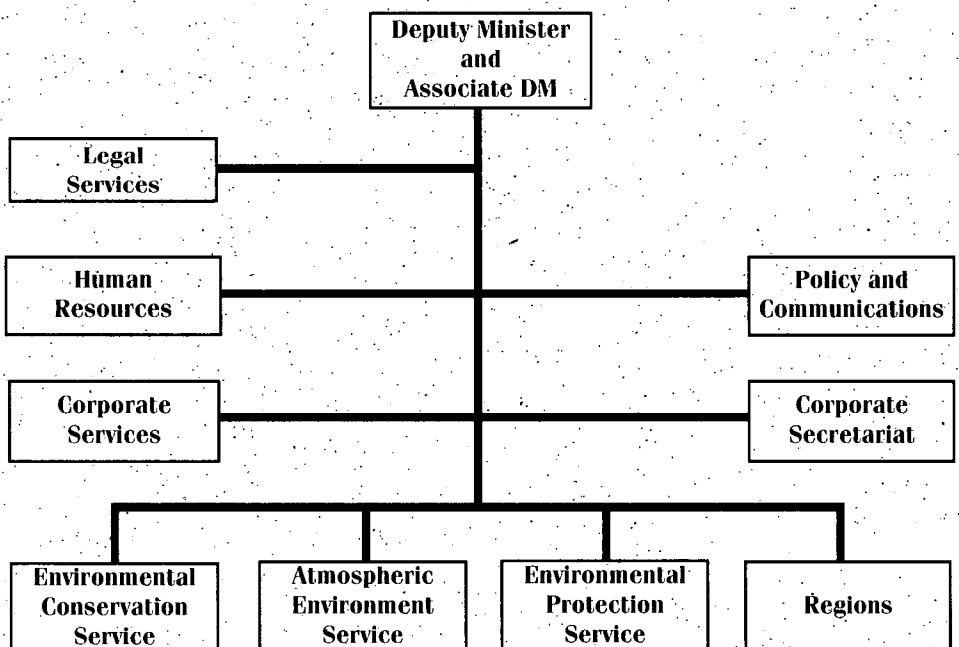 Deputy Minister
and
Associate DM
Legal
Services
Human
Resources
Policy and
Communications
Corporate
Services
Corporate
Secretariat
Environmental
Conservation
Service
Atmospheric
Environment
Service
Environmental
Protection
Service
Regions